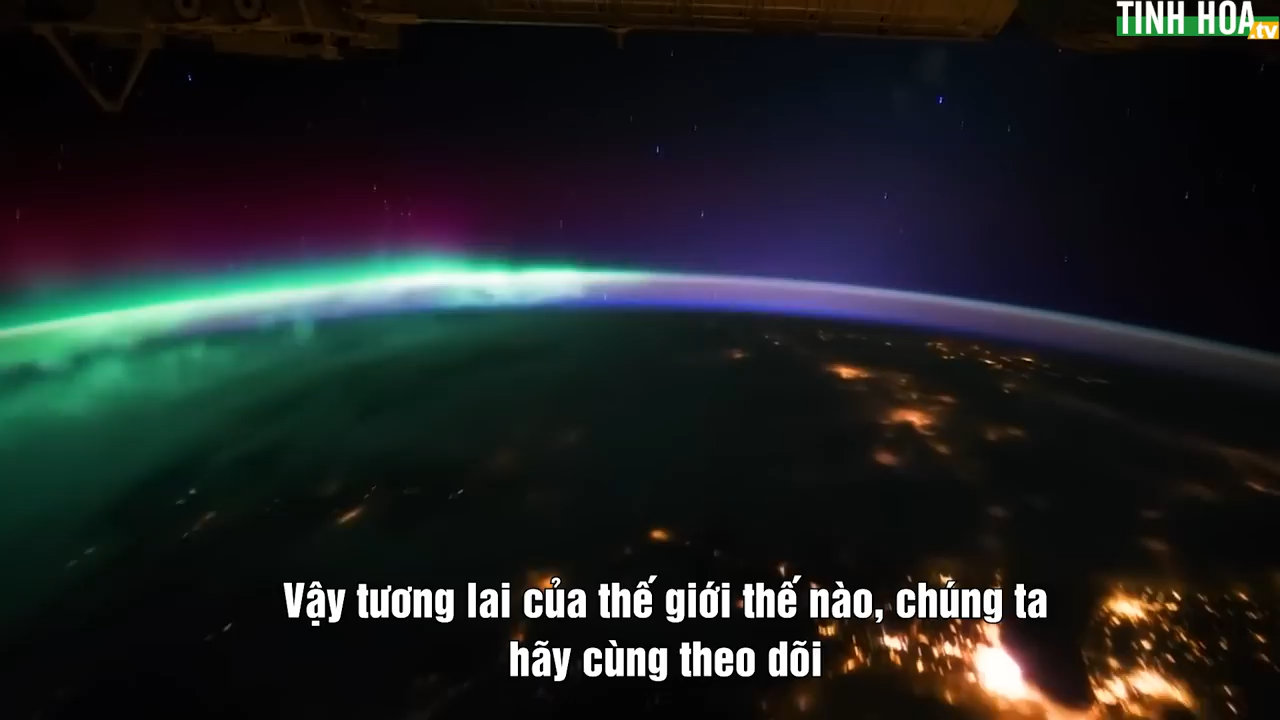 TINH HOA
.tv
Vậy tương lai của thế giới thế nào, chúng ta
hãy cùng theo dõi